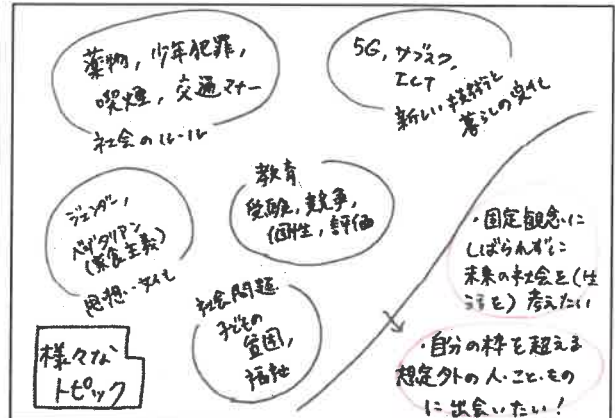 薬物, 少年犯罪,
喫煙, 交通マナー
社会のルール
5G, サブスク,
ICT
新しい技術と
暮らしの変化
ジェンダー,
ベジタリアン
(菜食主義)
思想・文化
教育
受験, 競争,
個性, 評価
社会問題
子どもの
貧困,
福祉
様々な
トピック
・固定観念に
しばられずに
未来の社会を(生
活を) 考えたい
・自分の枠を超える
想定外の人・こと・もの
に出会いたい!